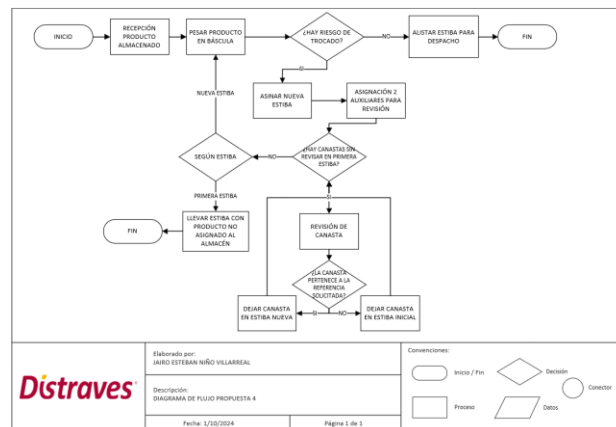 INICIO
RECEPCIÓN
PRODUCTO
ALMACENADO
PESAR PRODUCTO
EN BÁSCULA
¿HAY RIESGO DE
TROCADO?
NO
ALISTAR ESTIBA PARA
DESPACHO
FIN
SI
NUEVA ESTIBA
ASINAR NUEVA
ESTIBA
ASIGNACIÓN 2
AUXILIARES PARA
REVISIÓN
SEGÚN ESTIBA
NO
¿HAY CANASTAS SIN
REVISAR EN PRIMERA
ESTIBA?
PRIMERA ESTIBA
SI
FIN
LLEVAR ESTIBA CON
PRODUCTO NO
ASIGNADO AL
ALMACÉN
REVISIÓN DE
CANASTA
¿LA CANASTA
PERTENECE A LA
REFERENCIA
SOLICITADA?
DEJAR CANASTA
EN ESTIBA NUEVA
SI
NO
DEJAR CANASTA
EN ESTIBA INICIAL
Distraves
Elaborado por:
JAIRO ESTEBAN NIÑO VILLARREAL
Descripción:
DIAGRAMA DE FLUJO PROPUESTA 4
Fecha: 1/10/2024
Página 1 de 1
Convenciones:
Inicio / Fin
Decisión
Conector
Proceso
Datos